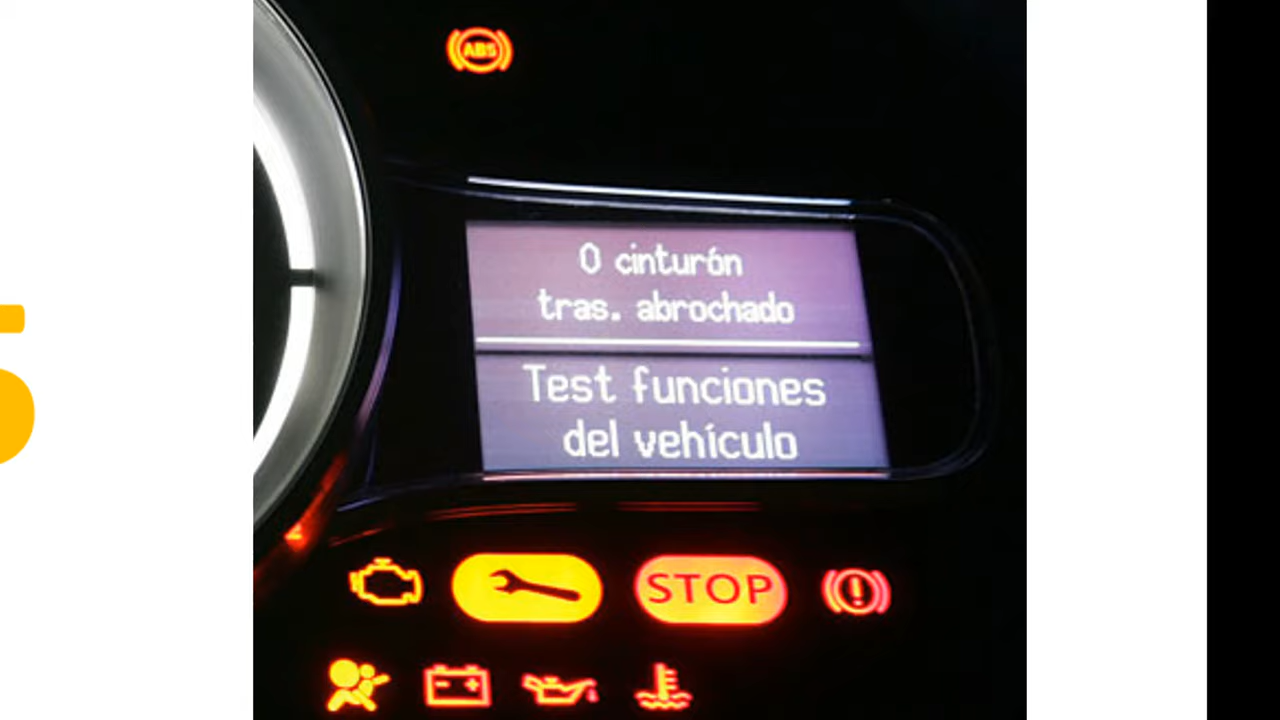 ABS
0 cinturón
tras. abrochado
Test funciones
del vehículo
STOP